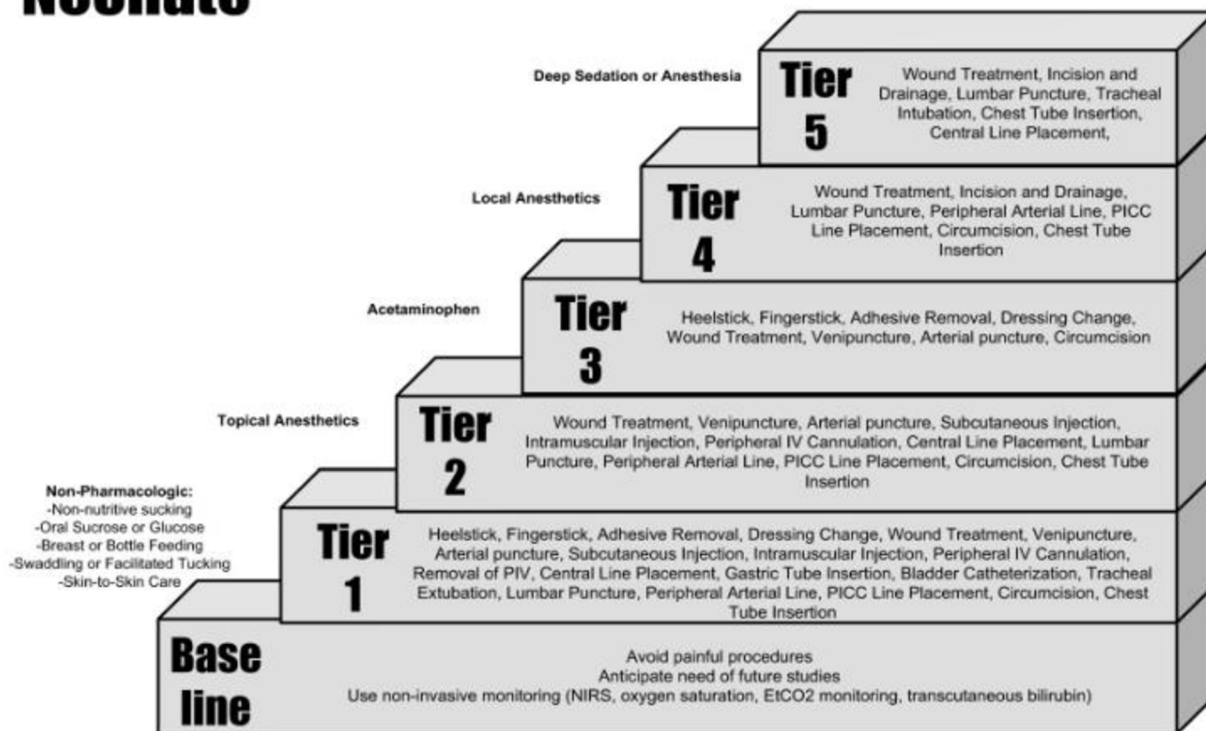 Neonate
Deep Sedation or Anesthesia
Tier
5
Wound Treatment, Incision and
Drainage, Lumbar Puncture, Tracheal
Intubation, Chest Tube Insertion,
Central Line Placement,
Local Anesthetics
Tier
4
Wound Treatment, Incision and Drainage,
Lumbar Puncture, Peripheral Arterial Line, PICC
Line Placement, Circumcision, Chest Tube
Insertion
Acetaminophen
Tier
3
Heelstick, Fingerstick, Adhesive Removal, Dressing Change,
Wound Treatment, Venipuncture, Arterial puncture, Circumcision
Topical Anesthetics
Tier
2
Wound Treatment, Venipuncture, Arterial puncture, Subcutaneous Injection,
Intramuscular Injection, Peripheral IV Cannulation, Central Line Placement, Lumbar
Puncture, Peripheral Arterial Line, PICC Line Placement, Circumcision, Chest Tube
Insertion
Non-Pharmacologic:
-Non-nutritive sucking
-Oral Sucrose or Glucose
-Breast or Bottle Feeding
-Swaddling or Facilitated Tucking
-Skin-to-Skin Care
Tier
1
Heelstick, Fingerstick, Adhesive Removal, Dressing Change, Wound Treatment, Venipuncture,
Arterial puncture, Subcutaneous Injection, Intramuscular Injection, Peripheral IV Cannulation,
Removal of PIV, Central Line Placement, Gastric Tube Insertion, Bladder Catheterization, Tracheal
Extubation, Lumbar Puncture, Peripheral Arterial Line, PICC Line Placement, Circumcision, Chest
Tube Insertion
Base
line
Avoid painful procedures
Anticipate need of future studies
Use non-invasive monitoring (NIRS, oxygen saturation, EtCO2 monitoring, transcutaneous bilirubin)